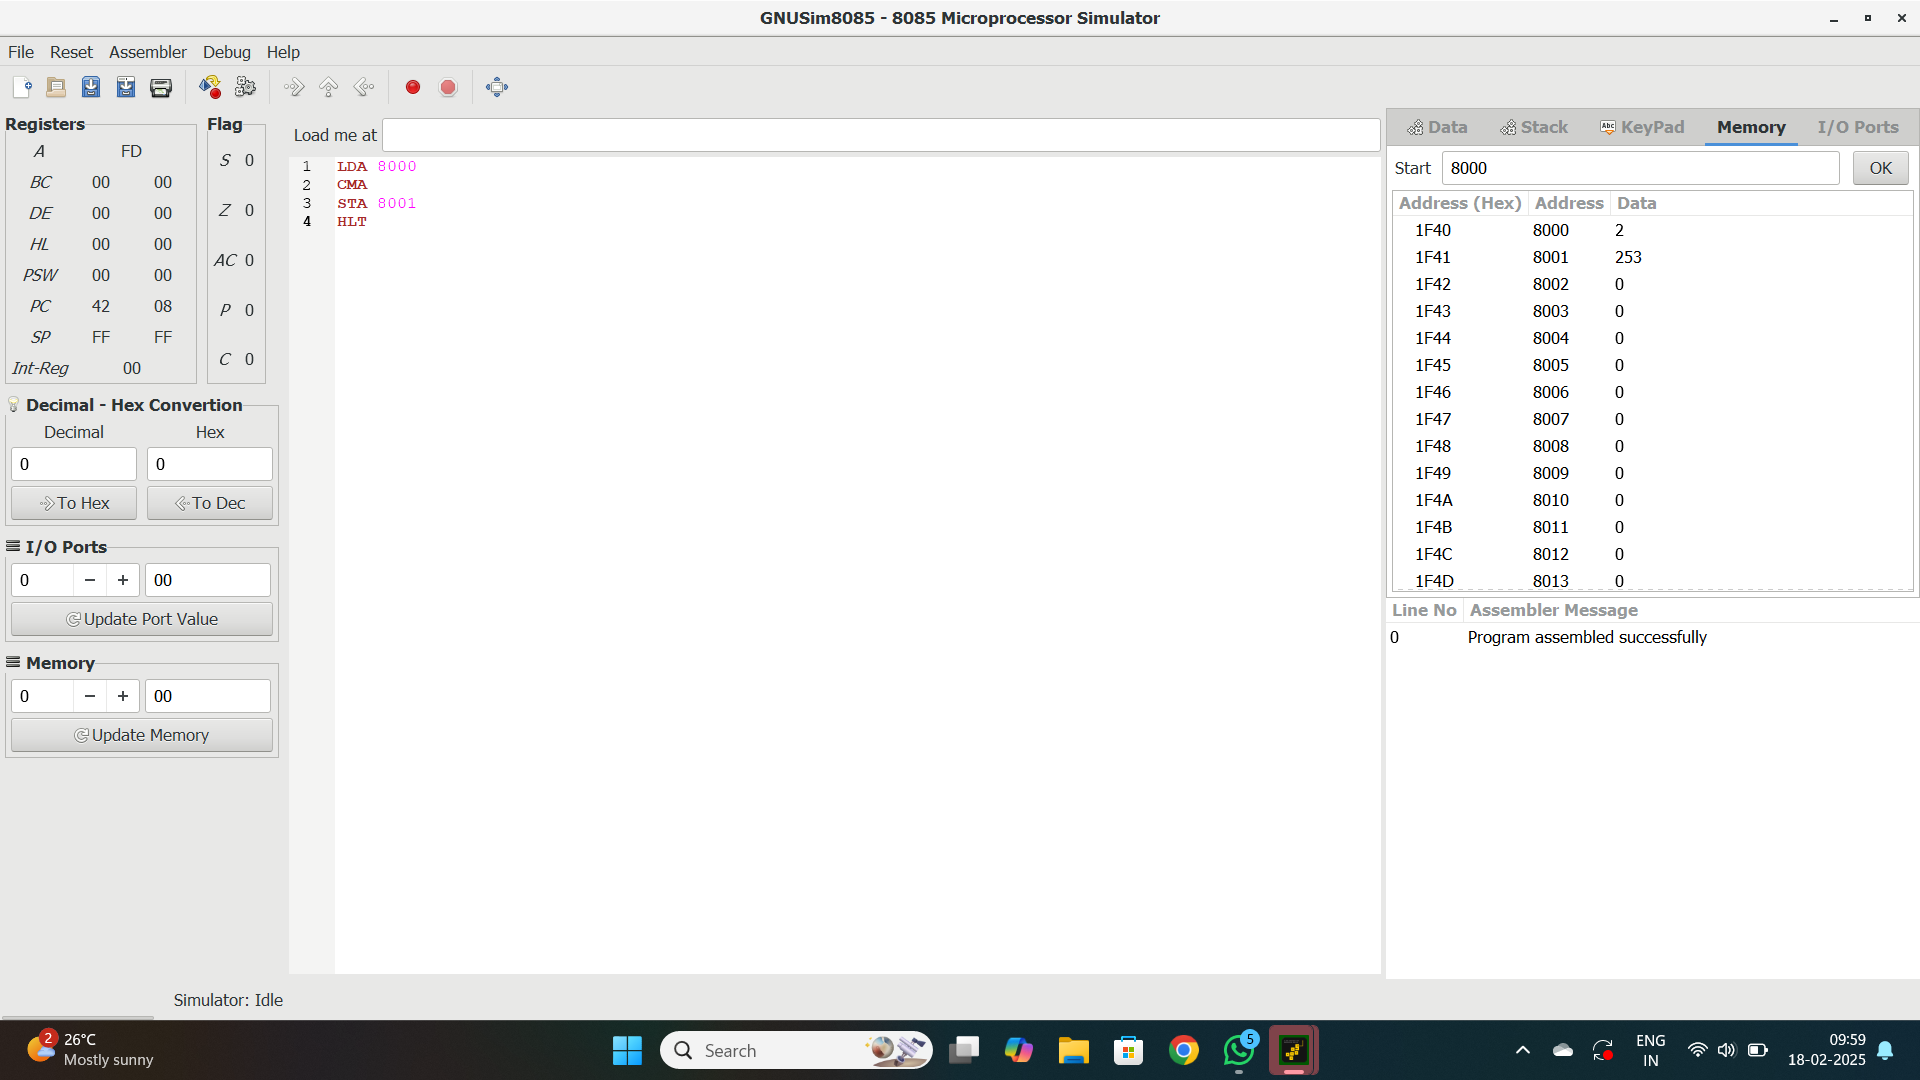 GNUSim8085 - 8085 Microprocessor Simulator
File Reset Assembler Debug Help
Registers
A FD
BC 00 00
DE 00 00
HL 00 00
PSW 00 00
PC 42 08
SP FF FF
Int-Reg 00
Flag
S 0
Z 0
AC 0
P 0
C 0
Decimal - Hex Convertion
Decimal Hex
0 0
To Hex To Dec
I/O Ports
0 − + 00
Update Port Value
Memory
0 − + 00
Update Memory
Load me at
1 LDA 8000
2 CMA
3 STA 8001
4 HLT
Data Stack Abc KeyPad Memory I/O Ports
Start 8000 OK
Address (Hex) Address Data
1F40 8000 2
1F41 8001 253
1F42 8002 0
1F43 8003 0
1F44 8004 0
1F45 8005 0
1F46 8006 0
1F47 8007 0
1F48 8008 0
1F49 8009 0
1F4A 8010 0
1F4B 8011 0
1F4C 8012 0
1F4D 8013 0
Line No Assembler Message
0 Program assembled successfully
Simulator: Idle
2 26°C
Mostly sunny
Search
5
ENG
IN
09:59
18-02-2025